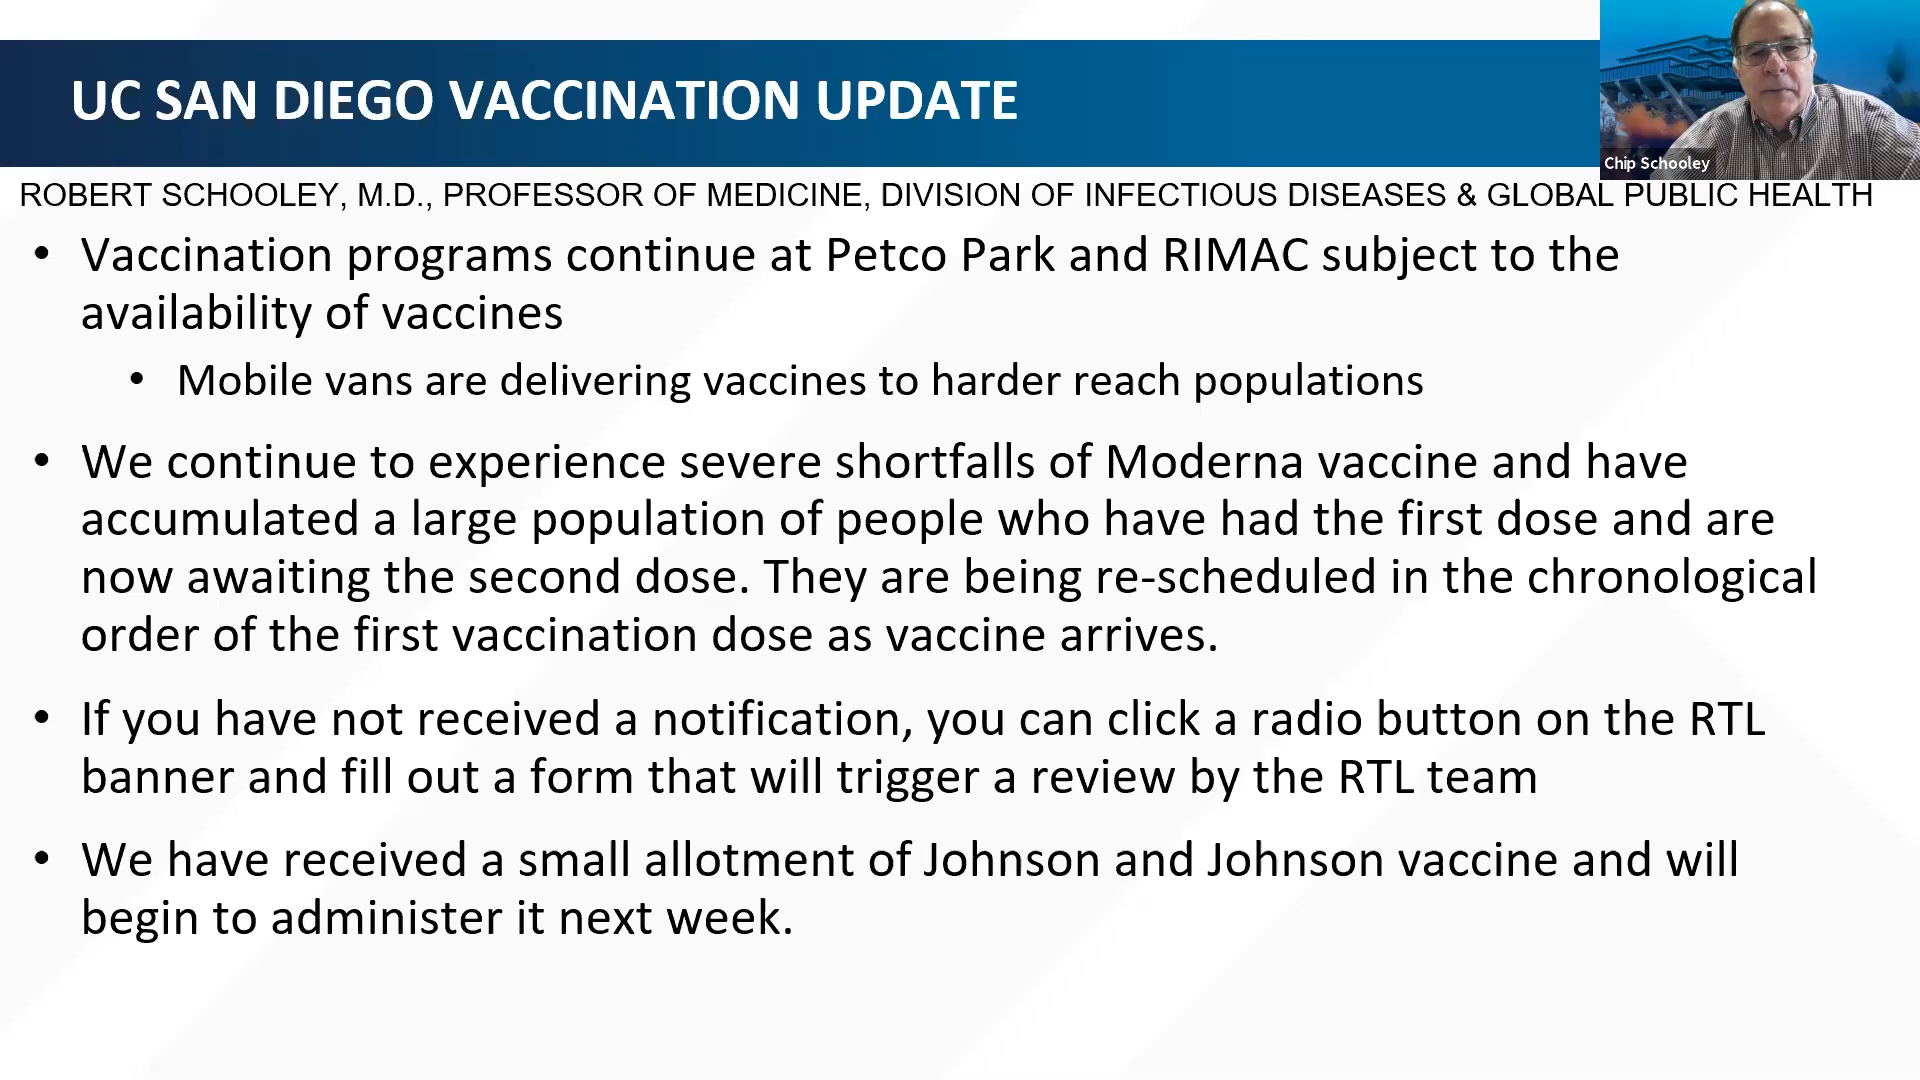 UC SAN DIEGO VACCINATION UPDATE
Chip Schooley
ROBERT SCHOOLEY, M.D., PROFESSOR OF MEDICINE, DIVISION OF INFECTIOUS DISEASES & GLOBAL PUBLIC HEALTH
• Vaccination programs continue at Petco Park and RIMAC subject to the
availability of vaccines
• Mobile vans are delivering vaccines to harder reach populations
• We continue to experience severe shortfalls of Moderna vaccine and have
accumulated a large population of people who have had the first dose and are
now awaiting the second dose. They are being re-scheduled in the chronological
order of the first vaccination dose as vaccine arrives.
• If you have not received a notification, you can click a radio button on the RTL
banner and fill out a form that will trigger a review by the RTL team
• We have received a small allotment of Johnson and Johnson vaccine and will
begin to administer it next week.